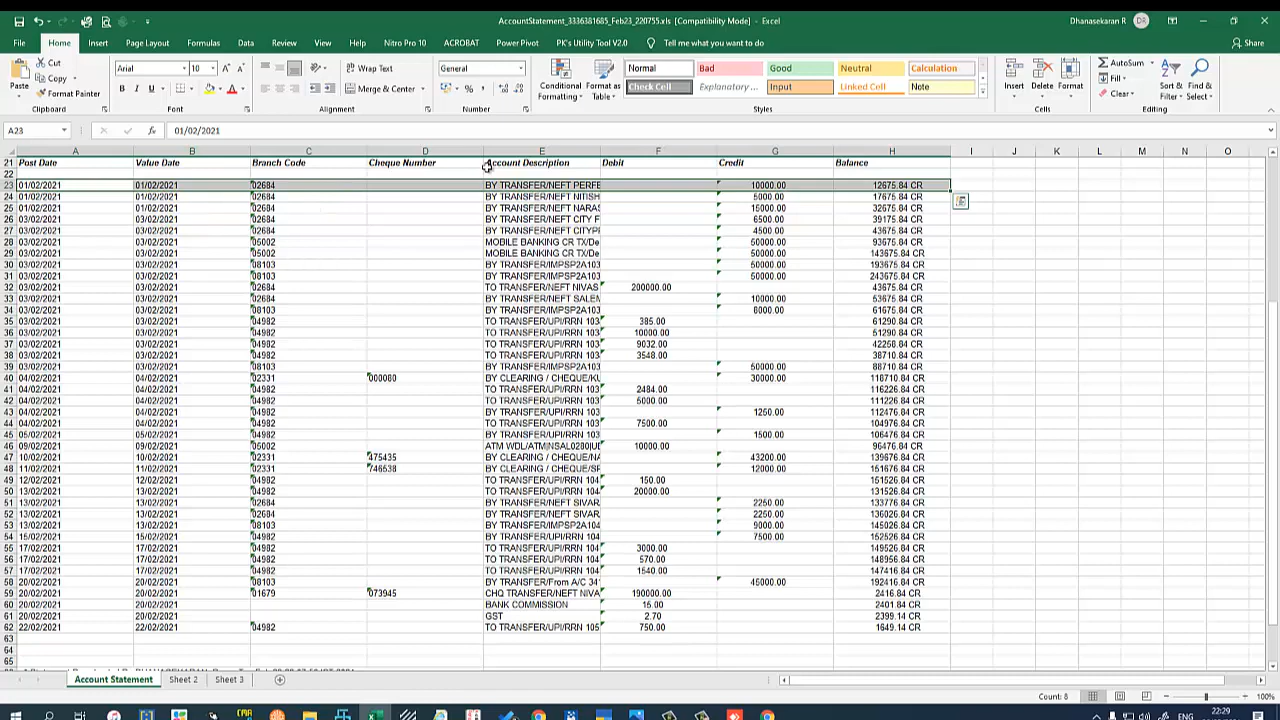 AccountStatement_3336381685_Feb23_220755.xls [Compatibility Mode] - Excel
Dhanasekaran R DR
File Home Insert Page Layout Formulas Data Review View Help Nitro Pro 10 ACROBAT Power Pivot PK's Utility Tool V2.0 Tell me what you want to do Share
Cut Arial 10 Wrap Text General Normal Bad Good Neutral Calculation AutoSum
Copy
Paste Format Painter Merge & Center Conditional Formatting Format as Table Check Cell Explanatory ... Input Linked Cell Note Insert Delete Format Fill Clear Sort & Filter Find & Select
Clipboard Font Alignment Number Styles Cells Editing
A23 fx 01/02/2021
A B C D E F G H I J K L M N O
21 Post Date Value Date Branch Code Cheque Number Account Description Debit Credit Balance
22
23 01/02/2021 01/02/2021 02684 BY TRANSFER/NEFT PERFE 10000.00 12675.84 CR
24 01/02/2021 01/02/2021 02684 BY TRANSFER/NEFT NITISH 5000.00
25 01/02/2021 01/02/2021 02684 BY TRANSFER/NEFT NARAS 15000.00 32675.84 CR
26 03/02/2021 03/02/2021 02684 BY TRANSFER/NEFT CITY F 6500.00 39175.84 CR
27 03/02/2021 03/02/2021 02684 BY TRANSFER/NEFT CITYP 4500.00 43675.84 CR
28 03/02/2021 03/02/2021 05002 MOBILE BANKING CR TX/De 50000.00 93675.84 CR
29 03/02/2021 03/02/2021 05002 MOBILE BANKING CR TX/De 50000.00 143675.84 CR
30 03/02/2021 03/02/2021 08103 BY TRANSFER/IMPSP2A103 50000.00 193675.84 CR
31 03/02/2021 03/02/2021 08103 BY TRANSFER/IMPSP2A103 50000.00 243675.84 CR
32 03/02/2021 03/02/2021 02684 TO TRANSFER/NEFT NIVAS 200000.00 43675.84 CR
33 03/02/2021 03/02/2021 02684 BY TRANSFER/NEFT SALEM 10000.00 53675.84 CR
34 03/02/2021 03/02/2021 08103 BY TRANSFER/IMPSP2A103 8000.00 61675.84 CR
35 03/02/2021 03/02/2021 04982 TO TRANSFER/UPI/RRN 103 385.00 61290.84 CR
36 03/02/2021 03/02/2021 04982 TO TRANSFER/UPI/RRN 103 10000.00 51290.84 CR
37 03/02/2021 03/02/2021 04982 TO TRANSFER/UPI/RRN 103 9032.00 42258.84 CR
38 03/02/2021 03/02/2021 04982 TO TRANSFER/UPI/RRN 103 3548.00 38710.84 CR
39 03/02/2021 03/02/2021 08103 BY TRANSFER/IMPSP2A103 50000.00 88710.84 CR
40 04/02/2021 04/02/2021 02331 000080 BY CLEARING / CHEQUE/KU 30000.00 118710.84 CR
41 04/02/2021 04/02/2021 04982 TO TRANSFER/UPI/RRN 103 2484.00 116226.84 CR
42 04/02/2021 04/02/2021 04982 TO TRANSFER/UPI/RRN 103 5000.00 111226.84 CR
43 04/02/2021 04/02/2021 04982 BY TRANSFER/UPI/RRN 103 1250.00 112476.84 CR
44 04/02/2021 04/02/2021 04982 TO TRANSFER/UPI/RRN 103 7500.00 104976.84 CR
45 05/02/2021 05/02/2021 04982 BY TRANSFER/UPI/RRN 103 1500.00 106476.84 CR
46 09/02/2021 09/02/2021 05002 ATM WDL/ATM|NSAL0280|U 10000.00 96476.84 CR
47 10/02/2021 10/02/2021 02331 475435 BY CLEARING / CHEQUE/NA 43200.00 139676.84 CR
48 11/02/2021 11/02/2021 02331 746538 BY CLEARING / CHEQUE/SF 12000.00 151676.84 CR
49 12/02/2021 12/02/2021 04982 TO TRANSFER/UPI/RRN 104 150.00 151526.84 CR
50 13/02/2021 13/02/2021 04982 TO TRANSFER/UPI/RRN 104 20000.00 131526.84 CR
51 13/02/2021 13/02/2021 02684 BY TRANSFER/NEFT SIVAR 2250.00 133776.84 CR
52 13/02/2021 13/02/2021 02684 BY TRANSFER/NEFT SIVAR 2250.00 136026.84 CR
53 13/02/2021 13/02/2021 08103 BY TRANSFER/IMPSP2A104 9000.00 145026.84 CR
54 15/02/2021 15/02/2021 04982 BY TRANSFER/UPI/RRN 104 7500.00 152526.84 CR
55 17/02/2021 17/02/2021 04982 TO TRANSFER/UPI/RRN 104 3000.00 149526.84 CR
56 17/02/2021 17/02/2021 04982 TO TRANSFER/UPI/RRN 104 570.00 148956.84 CR
57 17/02/2021 17/02/2021 04982 TO TRANSFER/UPI/RRN 104 1540.00 147416.84 CR
58 20/02/2021 20/02/2021 08103 BY TRANSFER/From A/C 34 45000.00 192416.84 CR
59 20/02/2021 20/02/2021 01679 073945 CHQ TRANSFER/NEFT NIVA 190000.00 2416.84 CR
60 20/02/2021 20/02/2021 BANK COMMISSION 15.00 2401.84 CR
61 20/02/2021 20/02/2021 GST 2.70 2399.14 CR
62 22/02/2021 22/02/2021 04982 TO TRANSFER/UPI/RRN 105 750.00 1649.14 CR
63
64
65
Account Statement Sheet 2 Sheet 3
Count: 8 100%
22:29